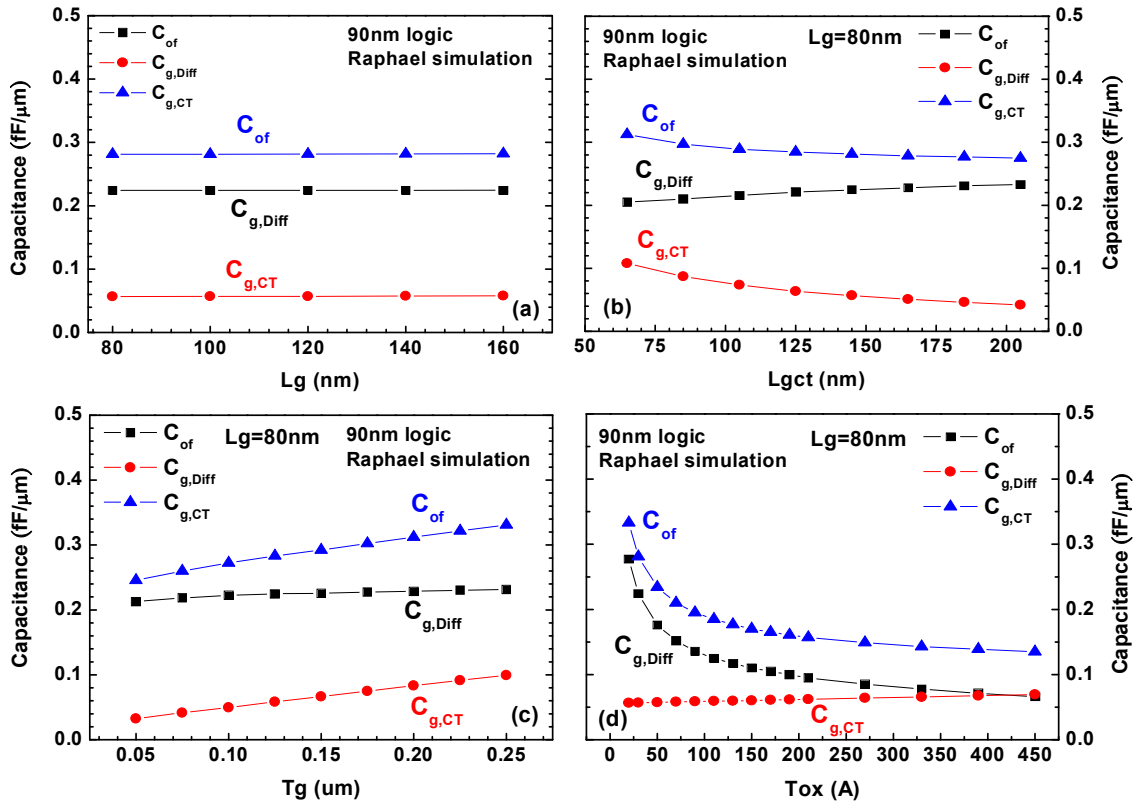 0.5
0.4
0.3
0.2
0.1
0.0
Capacitance (fF/μm)
C_of
C_g,Diff
C_g,CT
90nm logic
Raphael simulation
C_of
C_g,Diff
C_g,CT
(a)
80 100 120 140 160
Lg (nm)
90nm logic
Raphael simulation
Lg=80nm
C_of
C_g,Diff
C_g,CT
C_of
C_g,Diff
C_g,CT
(b)
0.5
0.4
0.3
0.2
0.1
0.0
Capacitance (fF/μm)
50 75 100 125 150 175 200
Lgct (nm)
0.5
0.4
0.3
0.2
0.1
0.0
Capacitance (fF/μm)
C_of
C_g,Diff
C_g,CT
Lg=80nm
90nm logic
Raphael simulation
C_of
C_g,Diff
C_g,CT
(c)
0.05 0.10 0.15 0.20 0.25
Tg (um)
90nm logic
Raphael simulation
Lg=80nm
C_of
C_g,Diff
C_g,CT
C_of
C_g,Diff
C_g,CT
(d)
0.5
0.4
0.3
0.2
0.1
0.0
Capacitance (fF/μm)
0 50 100 150 200 250 300 350 400 450
Tox (A)